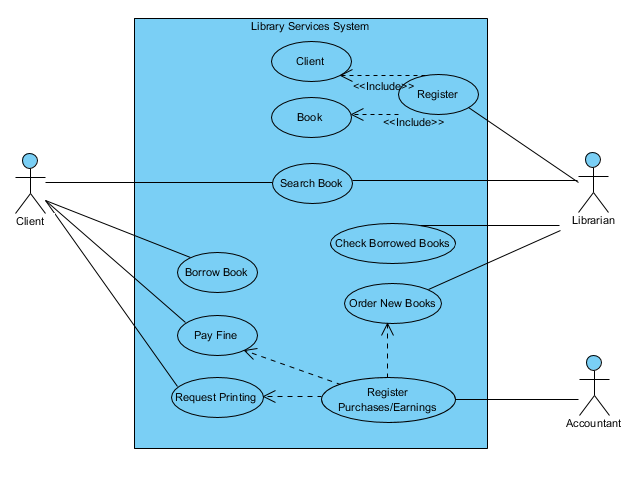 Library Services System
Client
<<Include>>
Register
Book
<<Include>>
Search Book
Client
Librarian
Check Borrowed Books
Borrow Book
Order New Books
Pay Fine
Request Printing
Register
Purchases/Earnings
Accountant